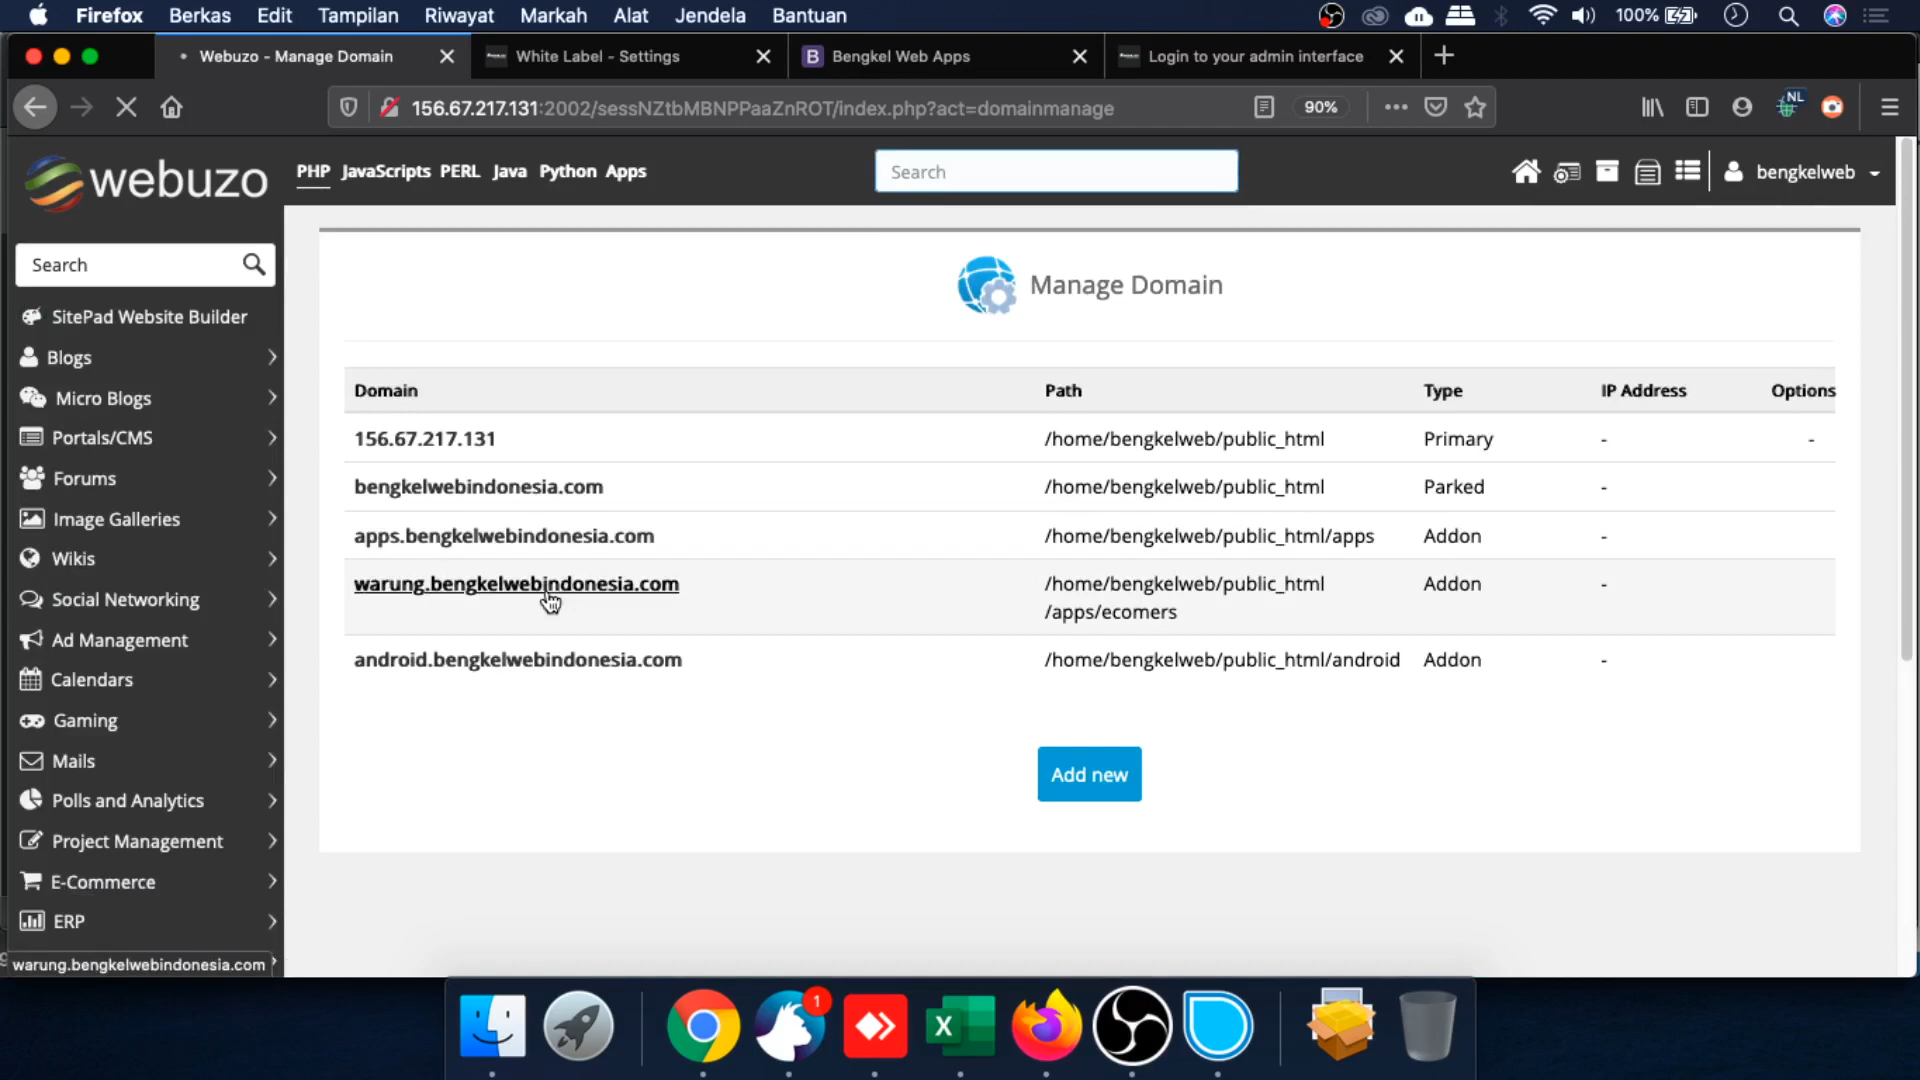 Firefox Berkas Edit Tampilan Riwayat Markah Alat Jendela Bantuan 100%
Webuzo - Manage Domain White Label - Settings Bengkel Web Apps Login to your admin interface
156.67.217.131:2002/sessNZtbMBNPPaaZnROT/index.php?act=domainmanage 90% NL
webuzo PHP JavaScripts PERL Java Python Apps Search bengkelweb
Search
SitePad Website Builder
Blogs
Micro Blogs
Portals/CMS
Forums
Image Galleries
Wikis
Social Networking
Ad Management
Calendars
Gaming
Mails
Polls and Analytics
Project Management
E-Commerce
ERP
warung.bengkelwebindonesia.com
Manage Domain
Domain Path Type IP Address Options
156.67.217.131 /home/bengkelweb/public_html Primary - -
bengkelwebindonesia.com /home/bengkelweb/public_html Parked -
apps.bengkelwebindonesia.com /home/bengkelweb/public_html/apps Addon -
warung.bengkelwebindonesia.com /home/bengkelweb/public_html Addon -
/apps/ecomers
android.bengkelwebindonesia.com /home/bengkelweb/public_html/android Addon -
Add new
1